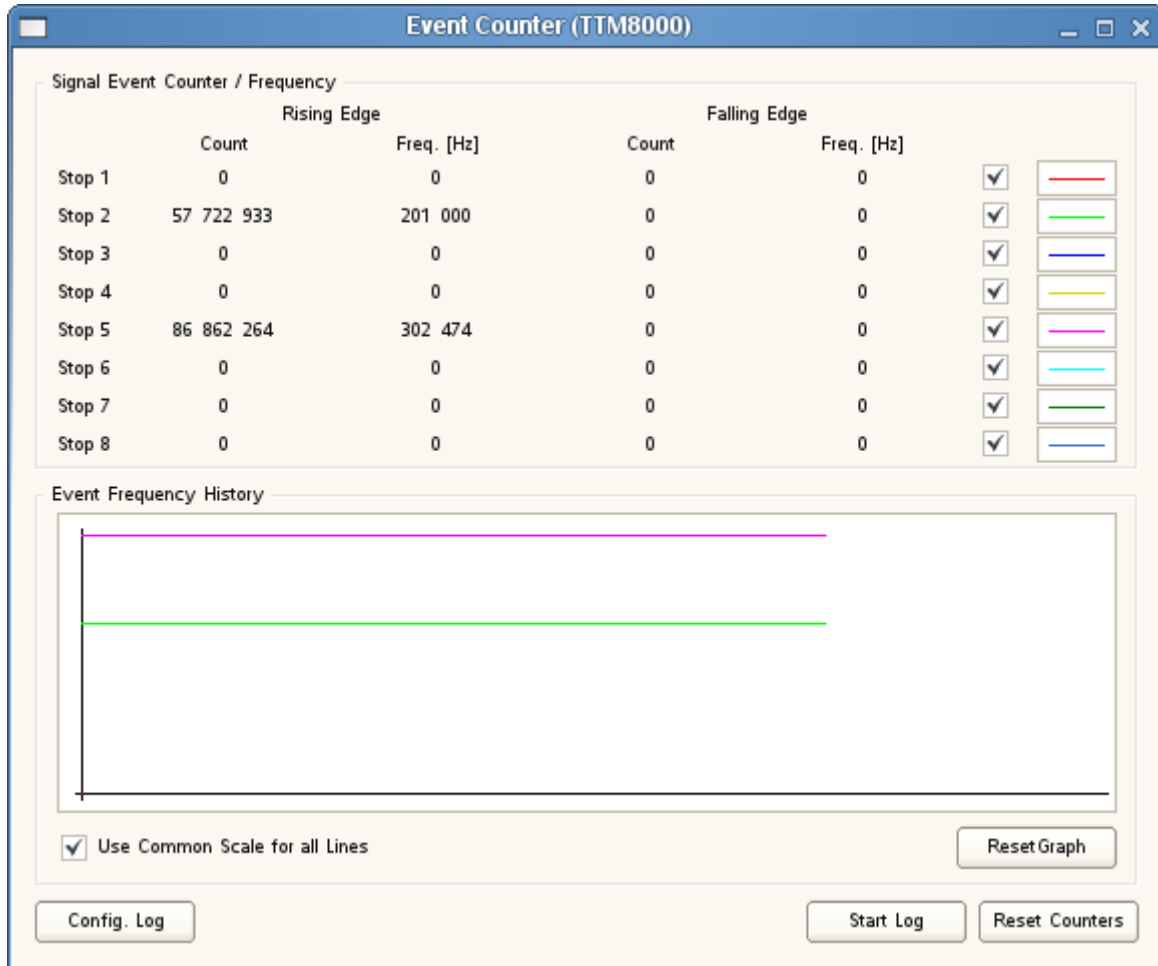 Event Counter (TTM8000)
Signal Event Counter / Frequency
Rising Edge Falling Edge
Count Freq. [Hz] Count Freq. [Hz]
Stop 1 0 0 0 0
Stop 2 57 722 933 201 000 0 0
Stop 3 0 0 0 0
Stop 4 0 0 0 0
Stop 5 86 862 264 302 474 0 0
Stop 6 0 0 0 0
Stop 7 0 0 0 0
Stop 8 0 0 0 0
Event Frequency History
Use Common Scale for all Lines Reset Graph
Config. Log Start Log Reset Counters